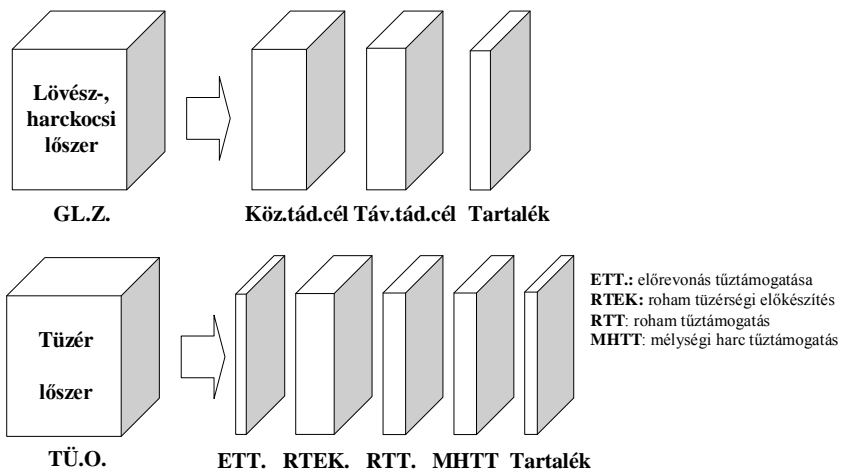 Lövész-,
harckocsi
lőszer
GL.Z.
Köz.tád.cél Táv.tád.cél Tartalék
Tüzér
lőszer
TÜ.O.
ETT. RTEK. RTT. MHTT Tartalék
ETT.: előrevonás tűztámogatása
RTEK: roham tüzérségi előkészítés
RTT: roham tűztámogatás
MHTT: mélységi harc tűztámogatás